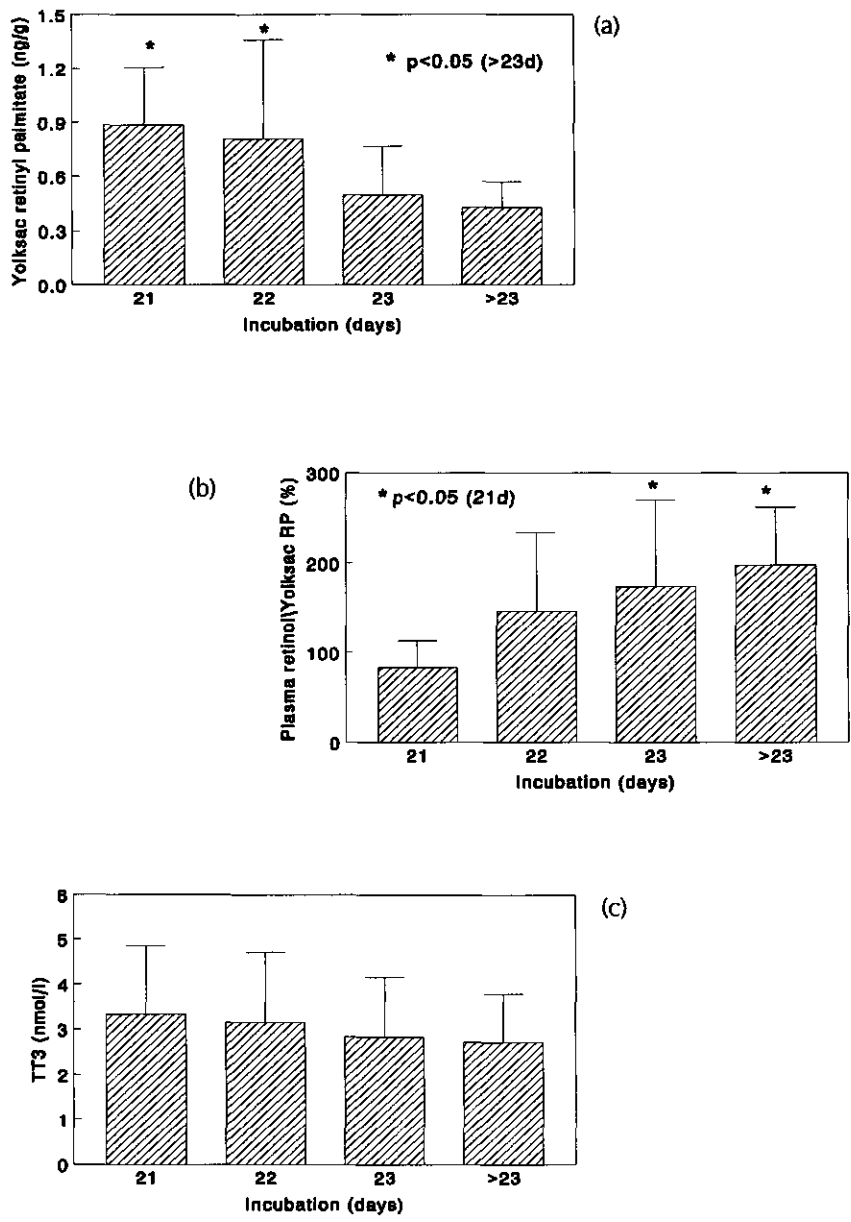 (a)
Yolksac retinyl palmitate (ng/g)
1.5
1.2
0.9
0.6
0.3
0.0
* *
* p<0.05 (>23d)
21 22 23 >23
Incubation (days)
(b)
Plasma retinol\Yolksac RP (%)
300
200
100
0
* p<0.05 (21d)
* *
21 22 23 >23
Incubation (days)
(c)
TT3 (nmol/l)
6
5
4
3
2
1
0
21 22 23 >23
Incubation (days)